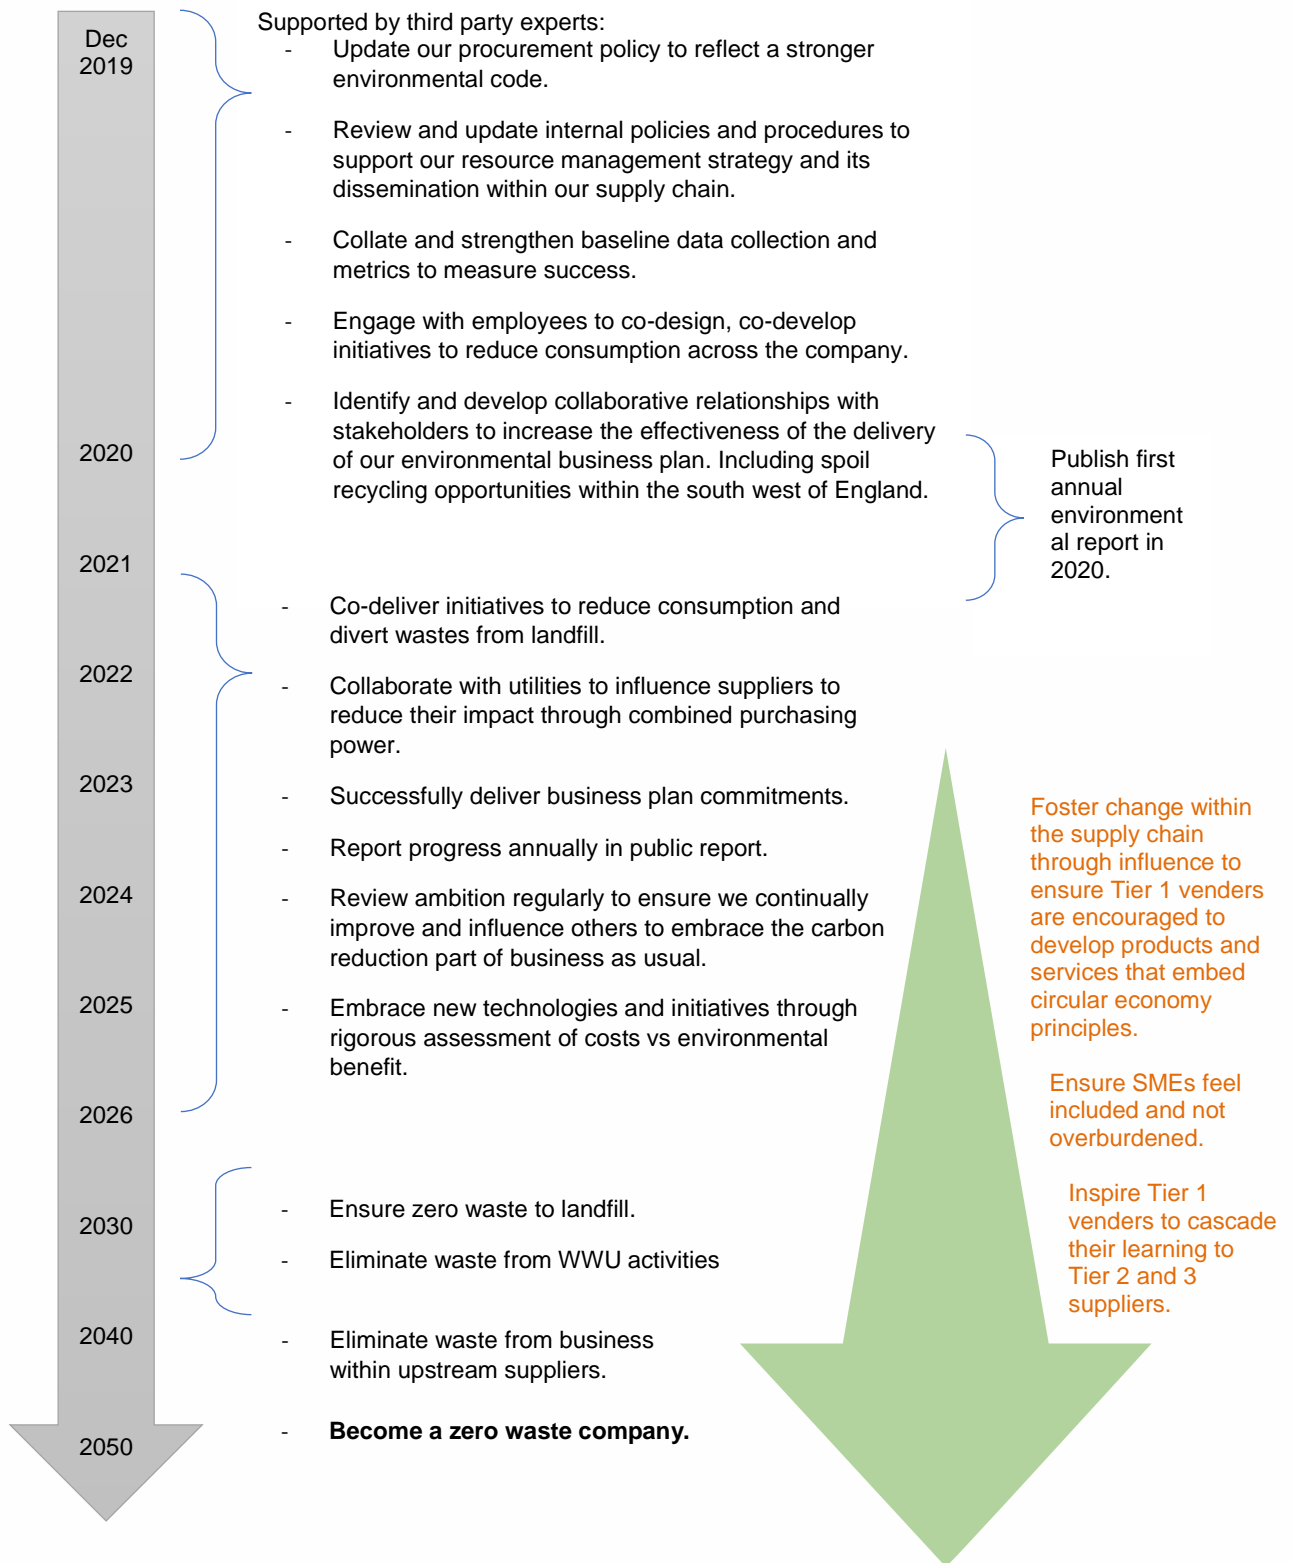 Dec
2019
2020
2021
2022
2023
2024
2025
2026
2030
2040
2050
Supported by third party experts:
- Update our procurement policy to reflect a stronger
environmental code.
- Review and update internal policies and procedures to
support our resource management strategy and its
dissemination within our supply chain.
- Collate and strengthen baseline data collection and
metrics to measure success.
- Engage with employees to co-design, co-develop
initiatives to reduce consumption across the company.
- Identify and develop collaborative relationships with
stakeholders to increase the effectiveness of the delivery
of our environmental business plan. Including spoil
recycling opportunities within the south west of England.
Publish first
annual
environment
al report in
2020.
- Co-deliver initiatives to reduce consumption and
divert wastes from landfill.
- Collaborate with utilities to influence suppliers to
reduce their impact through combined purchasing
power.
- Successfully deliver business plan commitments.
- Report progress annually in public report.
- Review ambition regularly to ensure we continually
improve and influence others to embrace the carbon
reduction part of business as usual.
- Embrace new technologies and initiatives through
rigorous assessment of costs vs environmental
benefit.
- Ensure zero waste to landfill.
- Eliminate waste from WWU activities
- Eliminate waste from business
within upstream suppliers.
- Become a zero waste company.
Foster change within
the supply chain
through influence to
ensure Tier 1 venders
are encouraged to
develop products and
services that embed
circular economy
principles.
Ensure SMEs feel
included and not
overburdened.
Inspire Tier 1
venders to cascade
their learning to
Tier 2 and 3
suppliers.